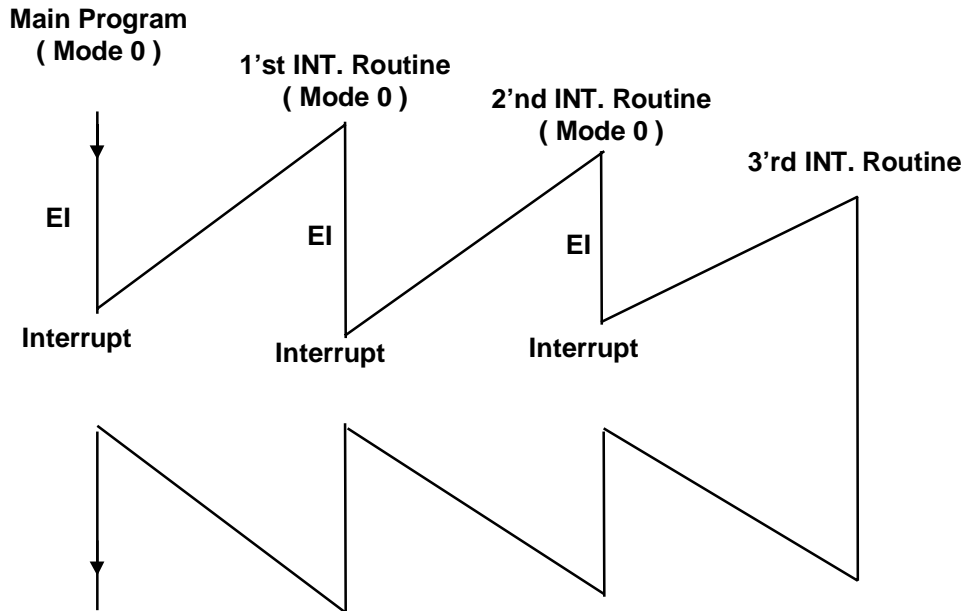 Main Program
( Mode 0 )
1’st INT. Routine
( Mode 0 )
2’nd INT. Routine
( Mode 0 )
3’rd INT. Routine
EI
EI
EI
Interrupt
Interrupt
Interrupt